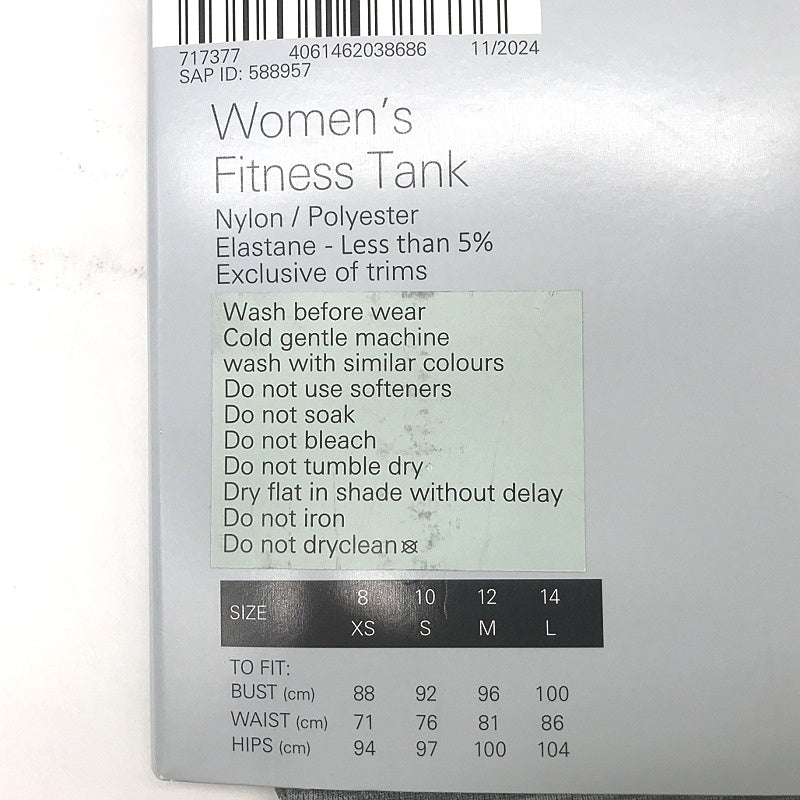 717377 4061462038686 11/2024
SAP ID: 588957
Women's
Fitness Tank
Nylon / Polyester
Elastane - Less than 5%
Exclusive of trims
Wash before wear
Cold gentle machine
wash with similar colours
Do not use softeners
Do not soak
Do not bleach
Do not tumble dry
Dry flat in shade without delay
Do not iron
Do not dryclean
SIZE 8 10 12 14
XS S M L
TO FIT:
BUST (cm) 88 92 96 100
WAIST (cm) 71 76 81 86
HIPS (cm) 94 97 100 104